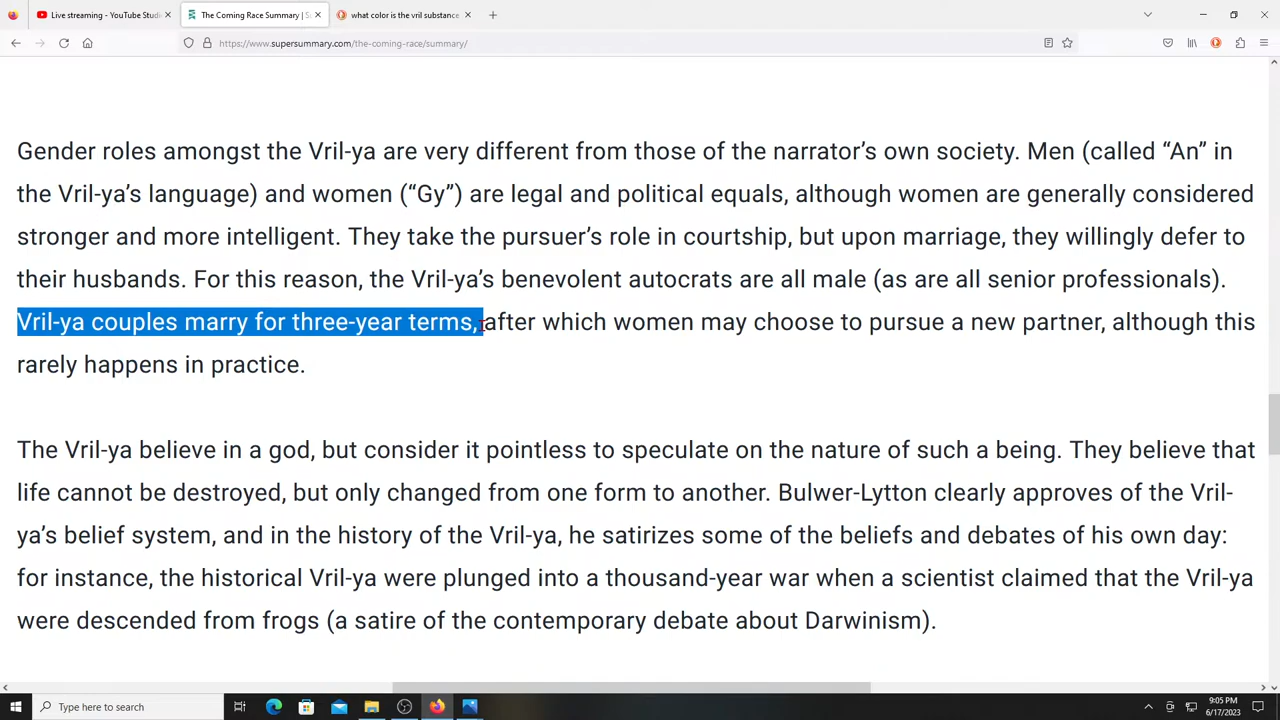 Live streaming - YouTube Studi
The Coming Race Summary | S
what color is the vril substance
https://www.supersummary.com/the-coming-race/summary/
Gender roles amongst the Vril-ya are very different from those of the narrator’s own society. Men (called “An” in
the Vril-ya’s language) and women (“Gy”) are legal and political equals, although women are generally considered
stronger and more intelligent. They take the pursuer’s role in courtship, but upon marriage, they willingly defer to
their husbands. For this reason, the Vril-ya’s benevolent autocrats are all male (as are all senior professionals).
Vril-ya couples marry for three-year terms, after which women may choose to pursue a new partner, although this
rarely happens in practice.
The Vril-ya believe in a god, but consider it pointless to speculate on the nature of such a being. They believe that
life cannot be destroyed, but only changed from one form to another. Bulwer-Lytton clearly approves of the Vril-
ya’s belief system, and in the history of the Vril-ya, he satirizes some of the beliefs and debates of his own day:
for instance, the historical Vril-ya were plunged into a thousand-year war when a scientist claimed that the Vril-ya
were descended from frogs (a satire of the contemporary debate about Darwinism).
Type here to search
9:05 PM
6/17/2023